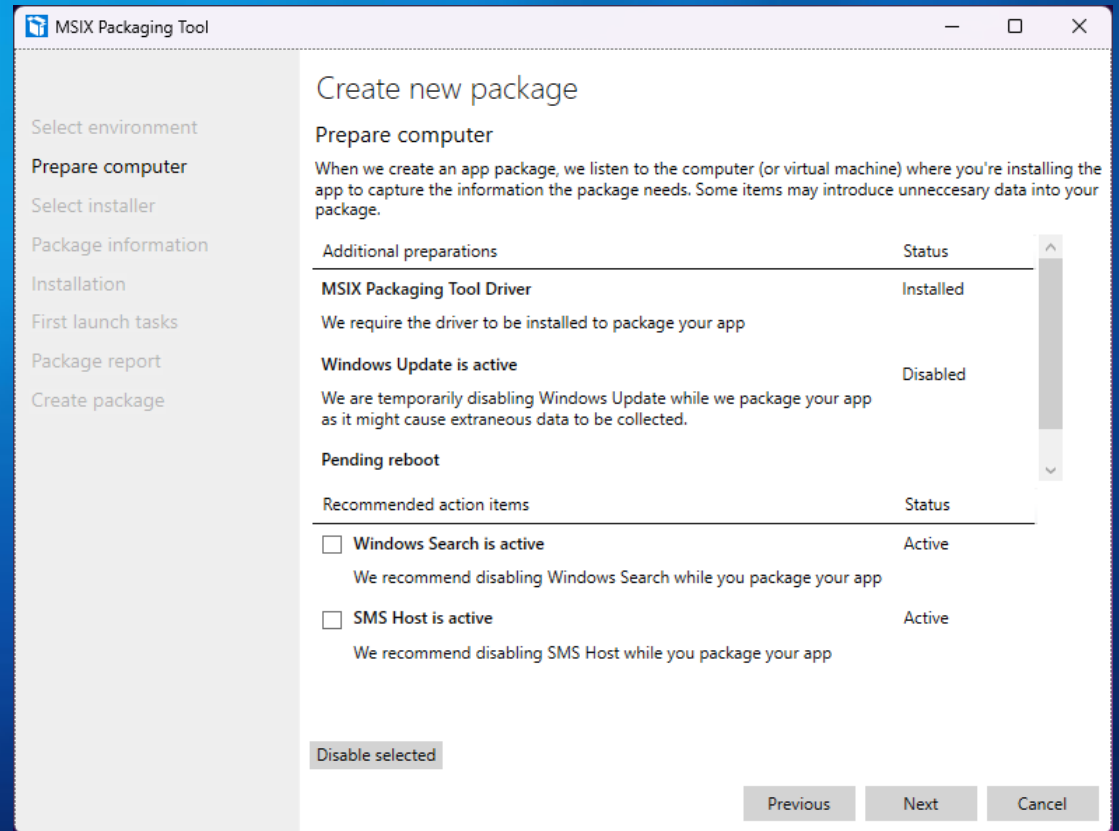 MSIX Packaging Tool
Select environment
Prepare computer
Select installer
Package information
Installation
First launch tasks
Package report
Create package
Create new package
Prepare computer
When we create an app package, we listen to the computer (or virtual machine) where you're installing the
app to capture the information the package needs. Some items may introduce unneccesary data into your
package.
Additional preparations Status
MSIX Packaging Tool Driver Installed
We require the driver to be installed to package your app
Windows Update is active Disabled
We are temporarily disabling Windows Update while we package your app
as it might cause extraneous data to be collected.
Pending reboot
Recommended action items Status
Windows Search is active Active
We recommend disabling Windows Search while you package your app
SMS Host is active Active
We recommend disabling SMS Host while you package your app
Disable selected
Previous Next Cancel